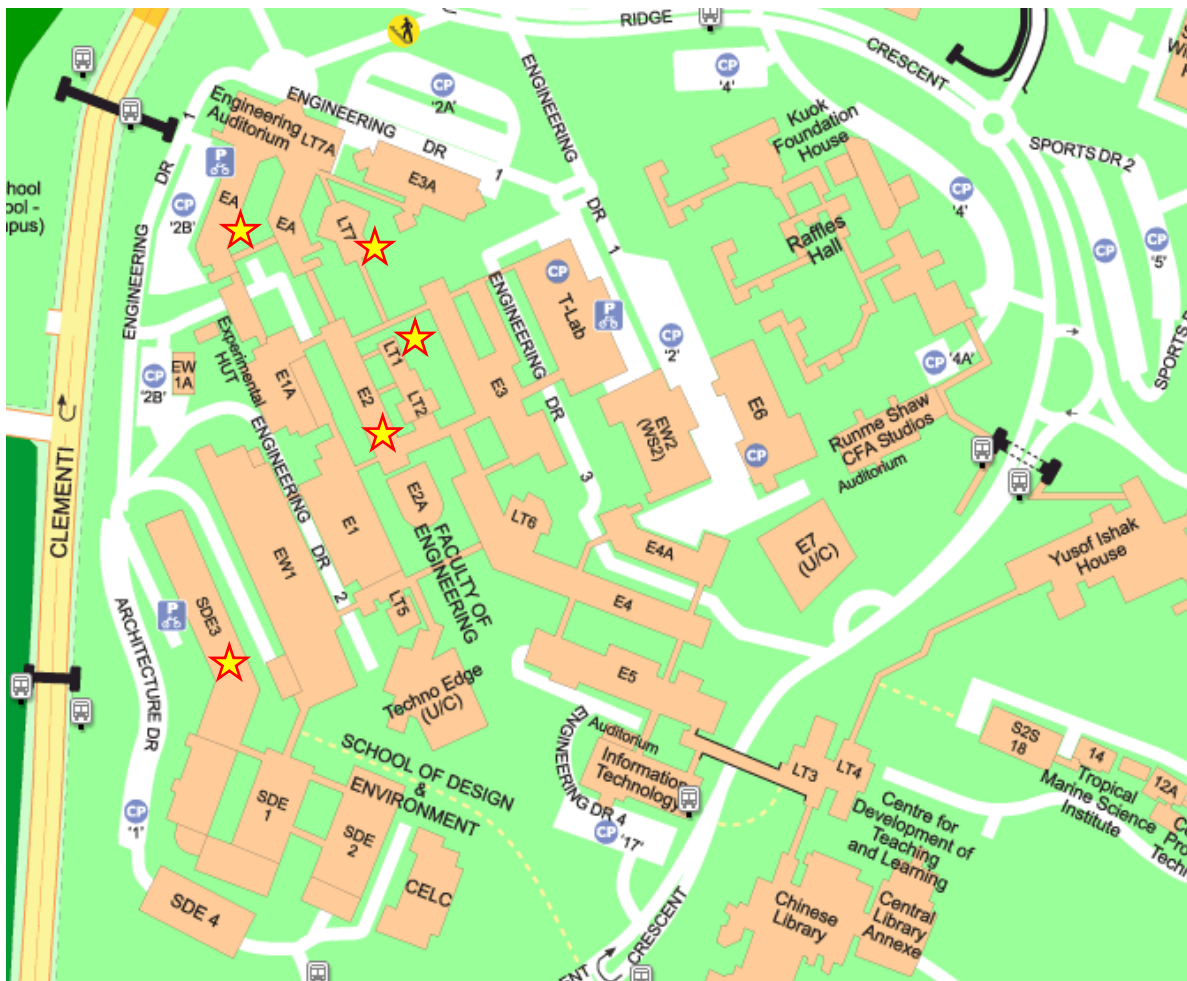 RIDGE
CRESCENT
CP
'4'
CP
'2A'
ENGINEERING
DR
1
Engineering
Auditorium
LT7A
ENGINEERING
DR
1
E3A
Kuok
Foundation
House
SPORTS DR 2
hool
ool -
pus)
P
EA
EA
LT7
CP
'2B'
ENGINEERING
DR
1
Raffles
Hall
CP
'4'
CP
CP
'5'
CP
T-Lab
P
ENGINEERING
DR
3
CP
'2'
CP
'4A'
Experimental
HUT
EW
1A
CP
'2B'
E1A
E2
LT1
LT2
E3
E6
CP
EW2
(WS2)
Runme Shaw
CFA Studios
Auditorium
CLEMENTI
ENGINEERING
DR
2
E1
E2A
LT6
FACULTY OF
ENGINEERING
E4A
E7
(U/C)
Yusof Ishak
House
EW1
SDE3
P
ARCHITECTURE DR
LT5
E4
E5
Techno Edge
(U/C)
ENGINEERING DR 4
Auditorium
Information
Technology
LT3
LT4
S2S
18
14
12A
Tropical
Marine Science
Institute
SCHOOL OF DESIGN
&
ENVIRONMENT
CP
'1'
SDE
1
SDE
2
CELC
SDE 4
CP
'17'
Centre for
Development of
Teaching
and Learning
Chinese
Library
Central
Library
Annexe
CRESCENT